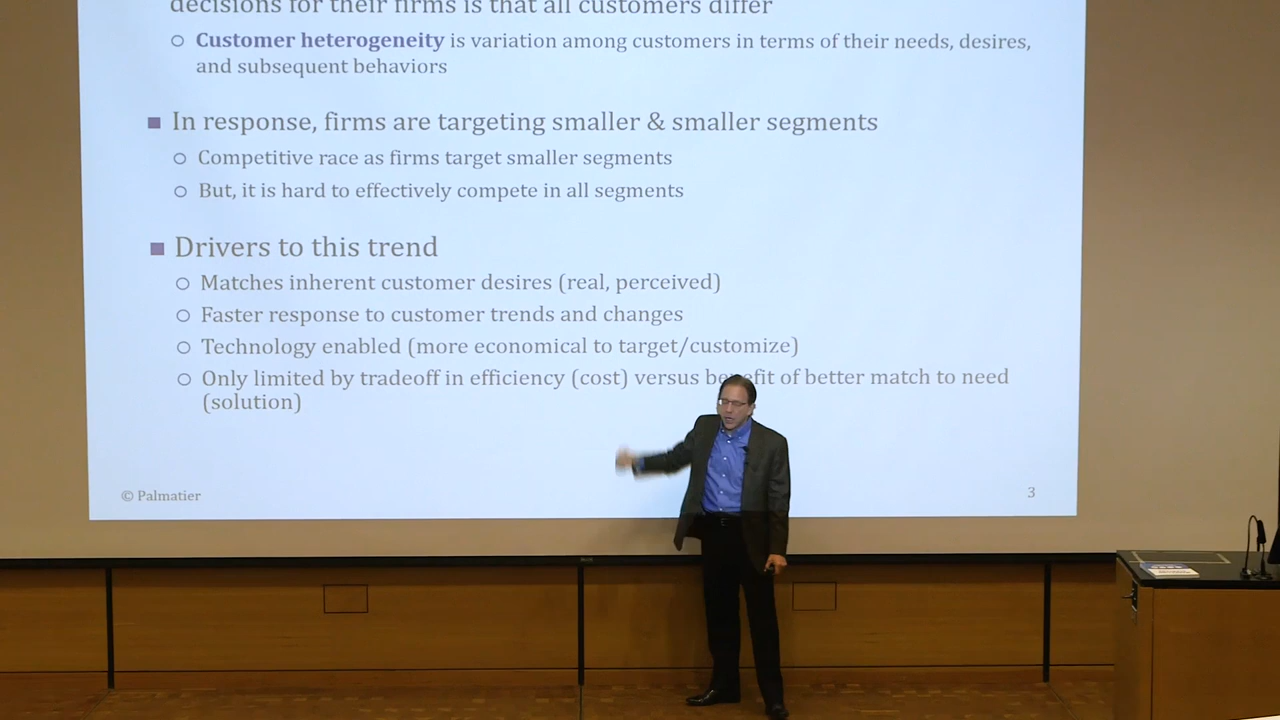 decisions for their firms is that all customers differ
○ Customer heterogeneity is variation among customers in terms of their needs, desires,
and subsequent behaviors
■ In response, firms are targeting smaller & smaller segments
○ Competitive race as firms target smaller segments
○ But, it is hard to effectively compete in all segments
■ Drivers to this trend
○ Matches inherent customer desires (real, perceived)
○ Faster response to customer trends and changes
○ Technology enabled (more economical to target/customize)
○ Only limited by tradeoff in efficiency (cost) versus benefit of better match to need
(solution)
© Palmatier
3